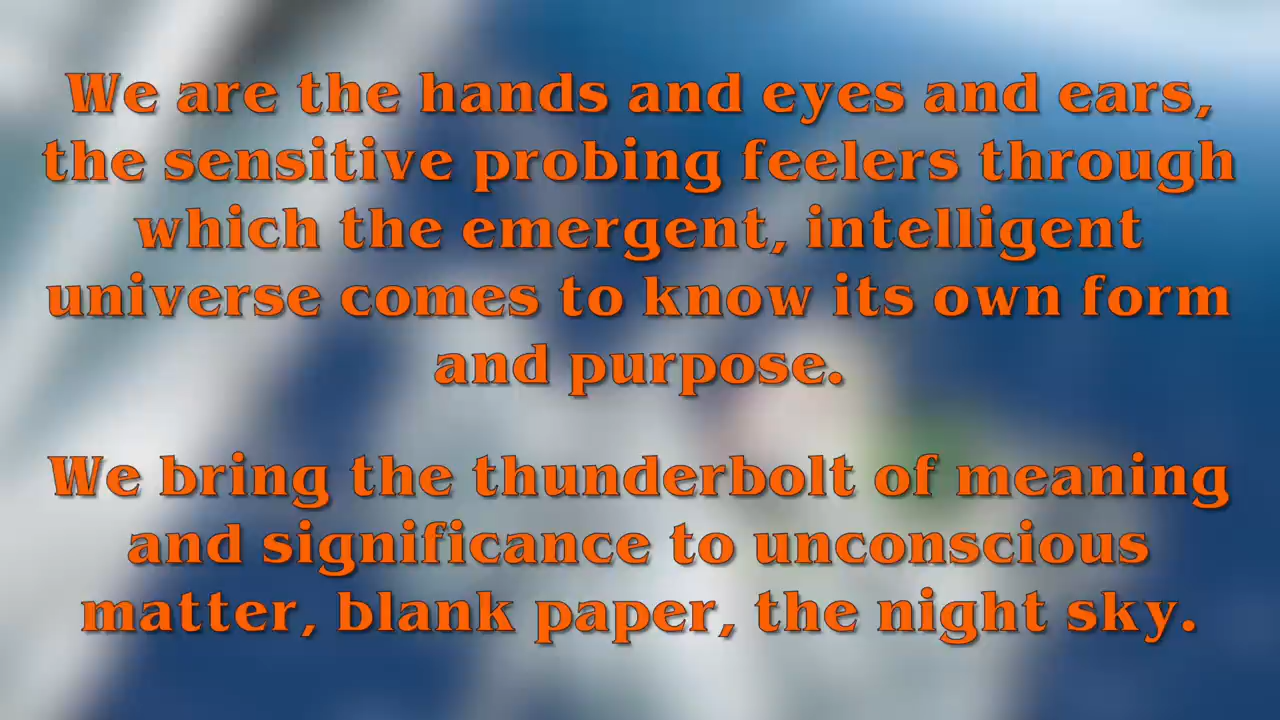 We are the hands and eyes and ears,
the sensitive probing feelers through
which the emergent, intelligent
universe comes to know its own form
and purpose.
We bring the thunderbolt of meaning
and significance to unconscious
matter, blank paper, the night sky.